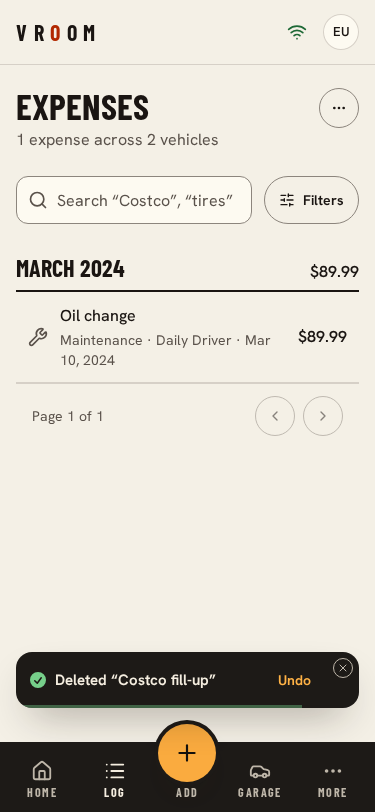 VROOM
EU
EXPENSES
1 expense across 2 vehicles
Search “Costco”, “tires”
Filters
MARCH 2024
$89.99
Oil change
Maintenance · Daily Driver · Mar
10, 2024
$89.99
Page 1 of 1
Deleted “Costco fill-up”
Undo
HOME
LOG
ADD
GARAGE
MORE